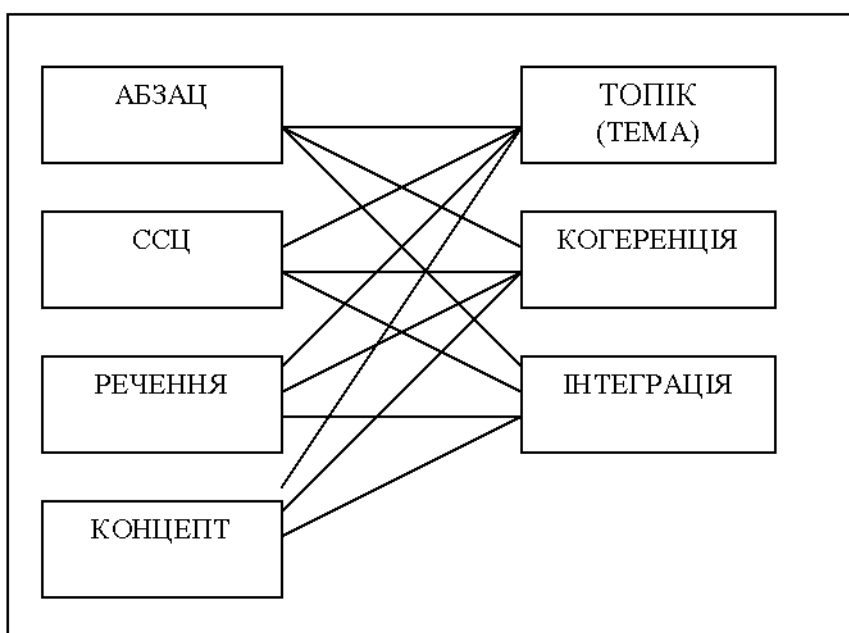 АБЗАЦ
ТОПІК
(ТЕМА)
ССЦ
КОГЕРЕНЦІЯ
РЕЧЕННЯ
ІНТЕГРАЦІЯ
КОНЦЕПТ